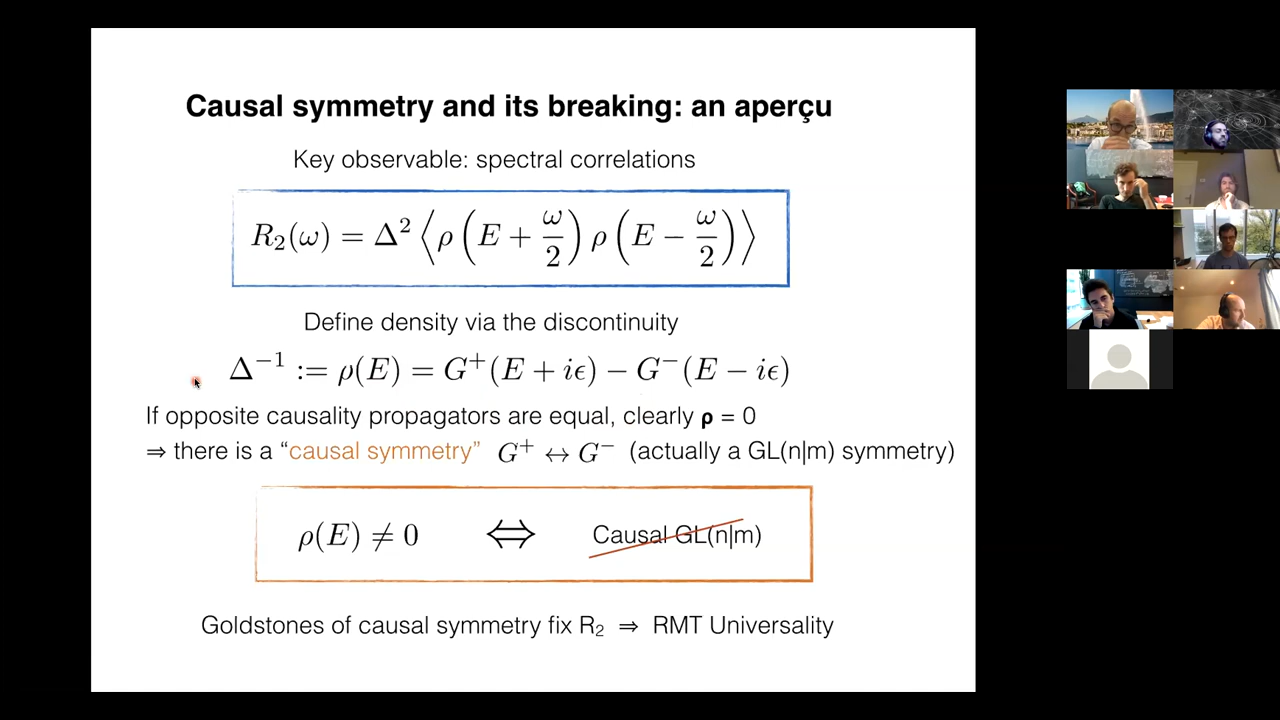 Causal symmetry and its breaking: an aperçu
Key observable: spectral correlations
R₂(ω) = Δ² ⟨ρ(E + ω/2) ρ(E − ω/2)⟩
Define density via the discontinuity
Δ⁻¹ := ρ(E) = G⁺(E + iϵ) − G⁻(E − iϵ)
If opposite causality propagators are equal, clearly ρ = 0
⇒ there is a “causal symmetry” G⁺ ↔ G⁻ (actually a GL(n|m) symmetry)
ρ(E) ≠ 0 ⇔ Causal GL(n|m)
Goldstones of causal symmetry fix R₂ ⇒ RMT Universality